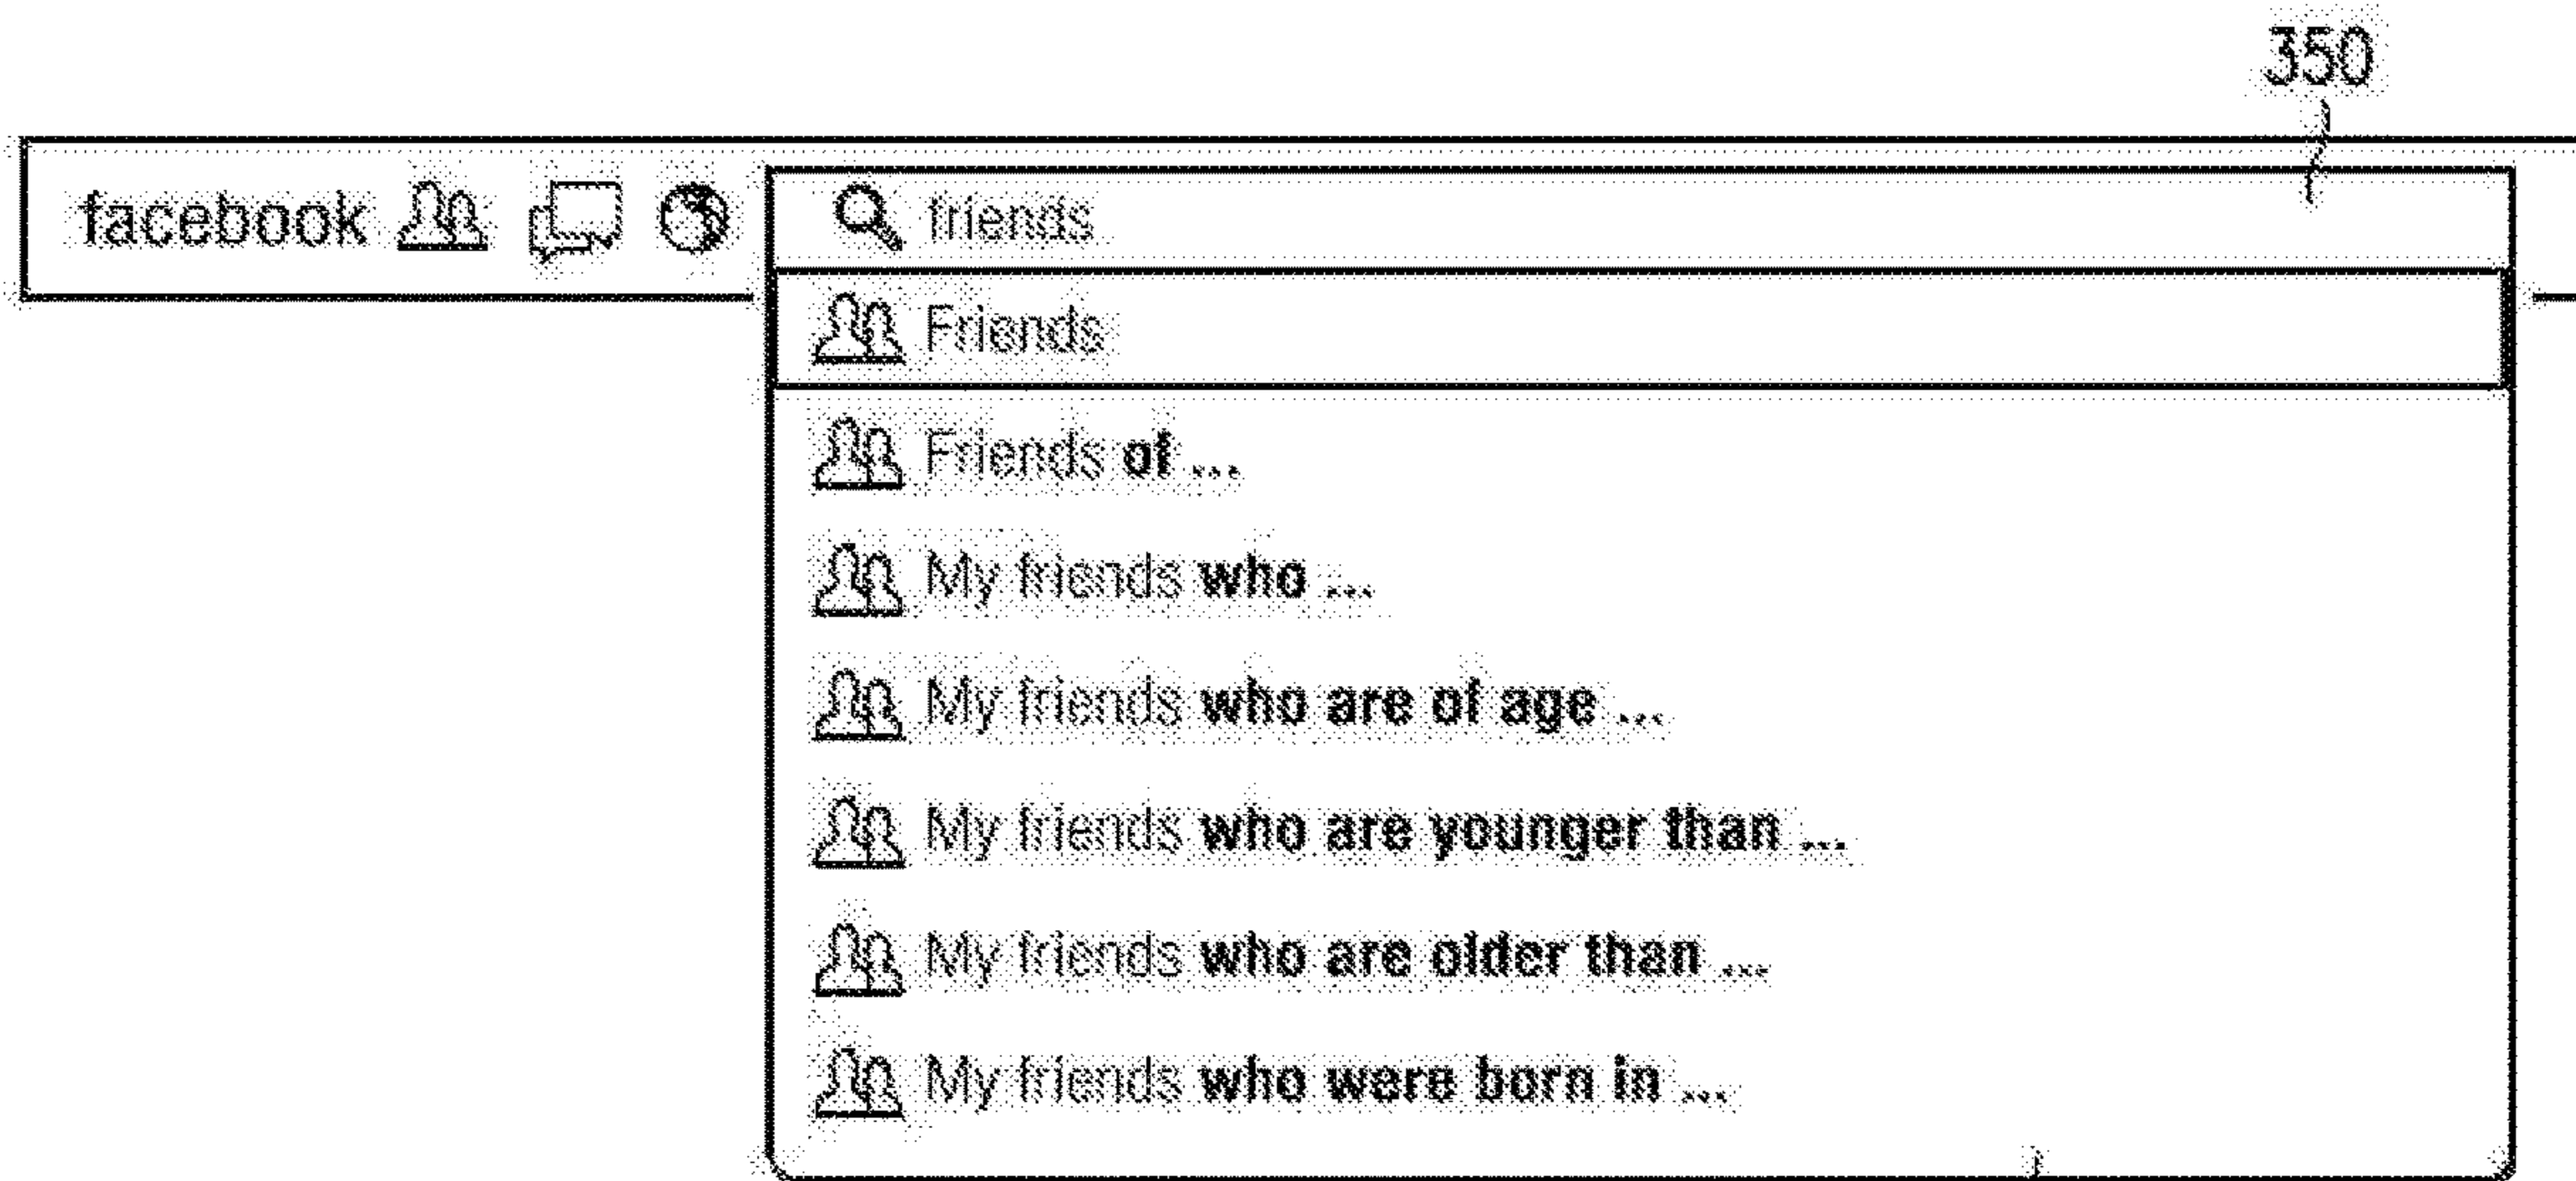 350
facebook friends
Friends
Friends of ...
My friends who ...
My friends who are of age ...
My friends who are younger than ...
My friends who are older than ...
My friends who were born in ...